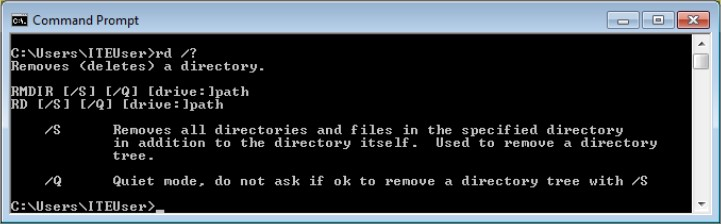 Command Prompt
C:\Users\ITEUser>rd /?
Removes (deletes) a directory.
RMDIR [/S] [/Q] [drive:]path
RD [/S] [/Q] [drive:]path
/S      Removes all directories and files in the specified directory
in addition to the directory itself.  Used to remove a directory
tree.
/Q      Quiet mode, do not ask if ok to remove a directory tree with /S
C:\Users\ITEUser>_